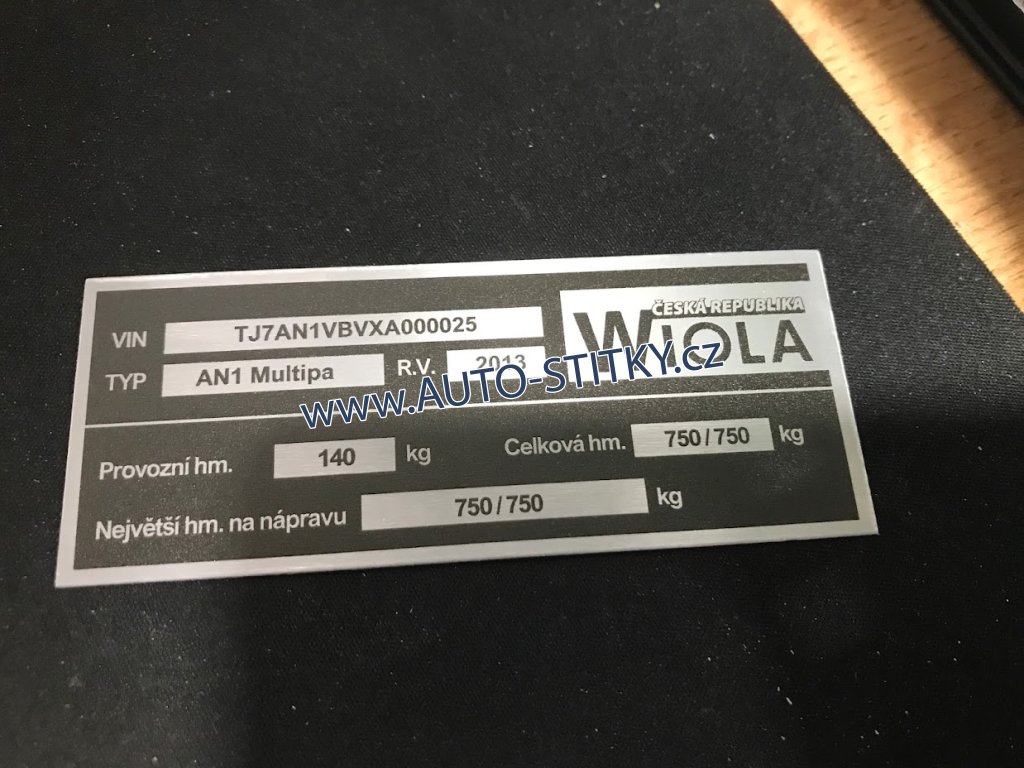 VIN TJ7AN1VBVXA000025
ČESKÁ REPUBLIKA
WIOLA
TYP AN1 Multipa R.V. 2013
www.AUTO-STITKY.cz
Provozní hm. 140 kg Celková hm. 750/750 kg
Největší hm. na nápravu 750/750 kg